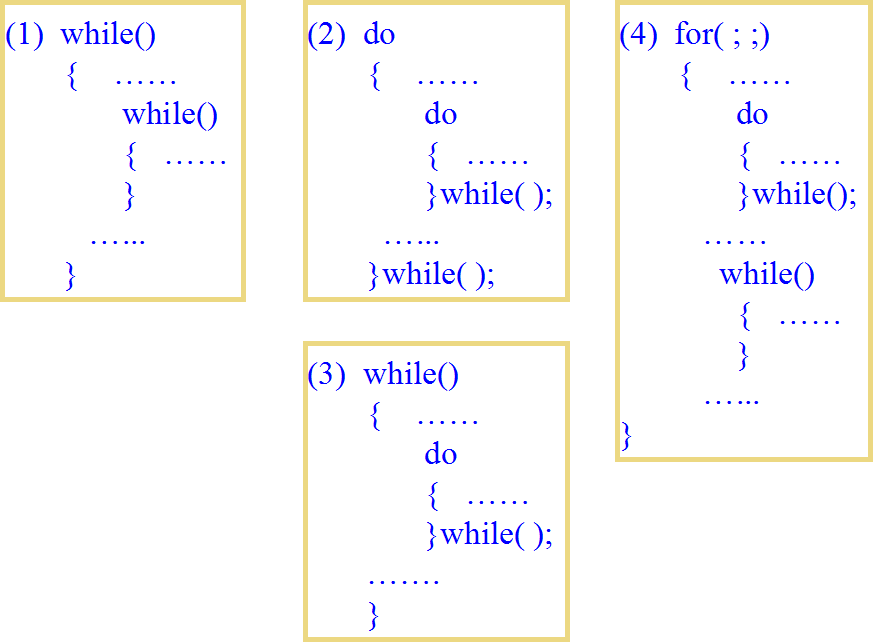 (1) while()
{ ……
while()
{ ……
}
…...
}
(2) do
{ ……
do
{ ……
}while( );
…...
}while( );
(3) while()
{ ……
do
{ ……
}while( );
…….
}
(4) for( ; ;)
{ ……
do
{ ……
}while();
……
while()
{ ……
}
…...
}